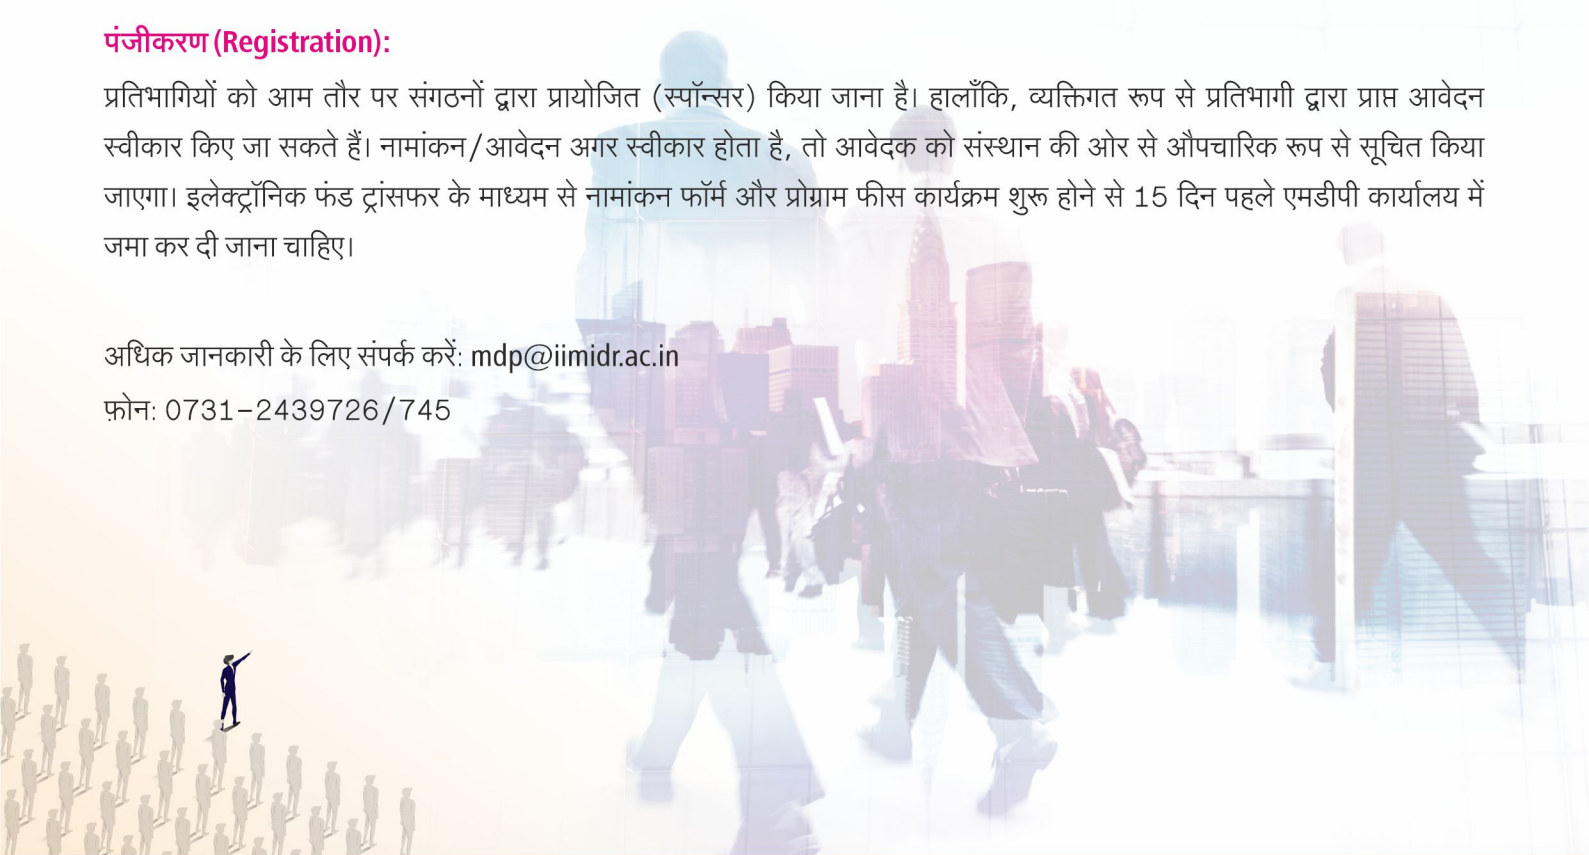 पंजीकरण (Registration):
प्रतिभागियों को आम तौर पर संगठनों द्वारा प्रायोजित (स्पॉन्सर) किया जाना है। हालाँकि, व्यक्तिगत रूप से प्रतिभागी द्वारा प्राप्त आवेदन
स्वीकार किए जा सकते हैं। नामांकन/आवेदन अगर स्वीकार होता है, तो आवेदक को संस्थान की ओर से औपचारिक रूप से सूचित किया
जाएगा। इलेक्ट्रॉनिक फंड ट्रांसफर के माध्यम से नामांकन फॉर्म और प्रोग्राम फीस कार्यक्रम शुरू होने से 15 दिन पहले एमडीपी कार्यालय में
जमा कर दी जाना चाहिए।
अधिक जानकारी के लिए संपर्क करें: mdp@iimidr.ac.in
फ़ोन: 0731-2439726/745